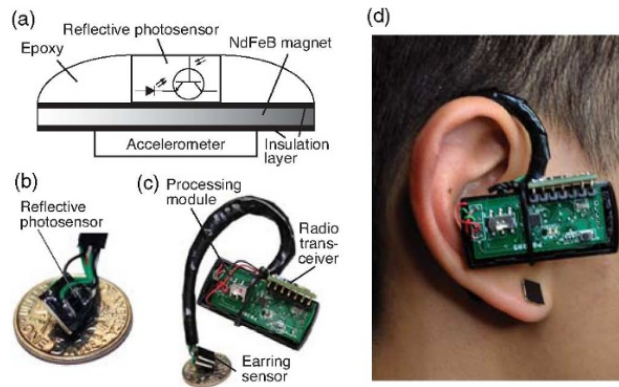 (a)
Reflective photosensor
Epoxy
NdFeB magnet
Accelerometer
Insulation
layer
(b)
Reflective
photosensor
(c)
Processing
module
Radio trans-
ceiver
Earring
sensor
(d)